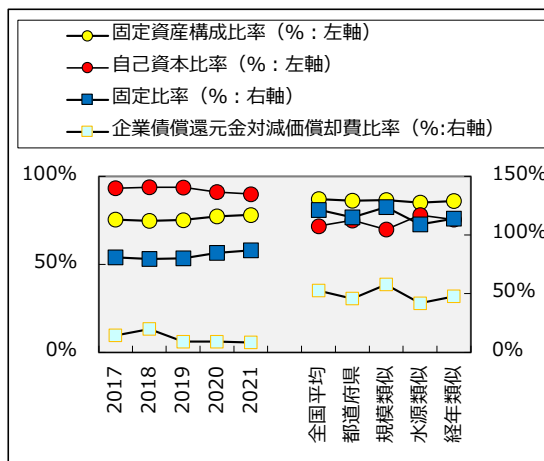 固定資産構成比率（%：左軸）
自己資本比率（%：左軸）
固定比率（%：右軸）
企業債償還元金対減価償却費比率（%:右軸）
100%
50%
0%
150%
100%
50%
0%
2017
2018
2019
2020
2021
全国平均
都道府県
規模類似
水源類似
経年類似